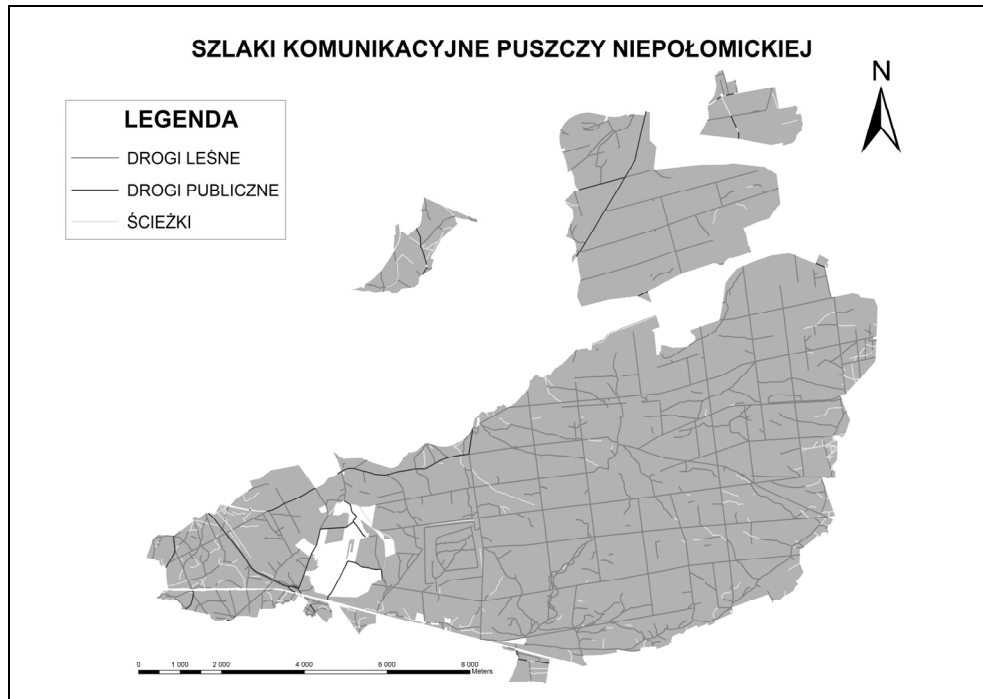 SZLAKI KOMUNIKACYJNE PUSZCZY NIEPOŁOMICKIEJ
N
LEGENDA
DROGI LEŚNE
DROGI PUBLICZNE
ŚCIEŻKI
0 1 000 2 000 4 000 6 000 8 000
Meters